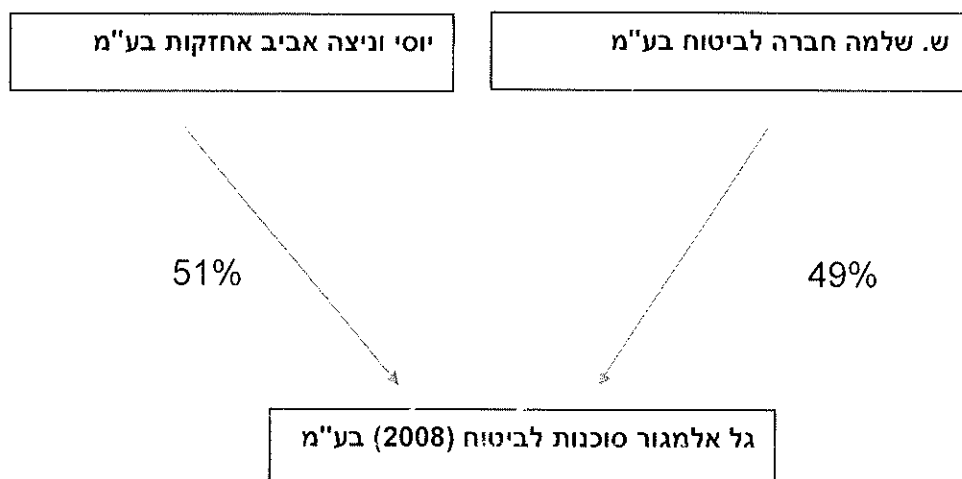 ש. שלמה חברה לביטוח בע"מ
יוסי וניצה אביב אחזקות בע"מ
49%
51%
גל אלמגור סוכנות לביטוח (2008) בע"מ